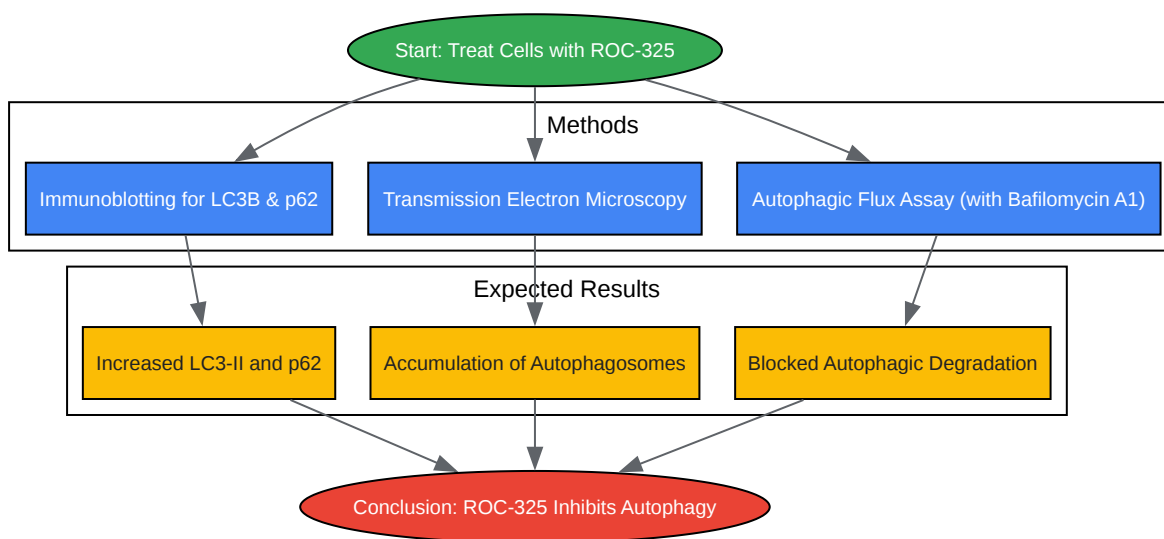 Start: Treat Cells with ROC-325
Methods
Immunoblotting for LC3B & p62
Transmission Electron Microscopy
Autophagic Flux Assay (with Bafilomycin A1)
Expected Results
Increased LC3-II and p62
Accumulation of Autophagosomes
Blocked Autophagic Degradation
Conclusion: ROC-325 Inhibits Autophagy